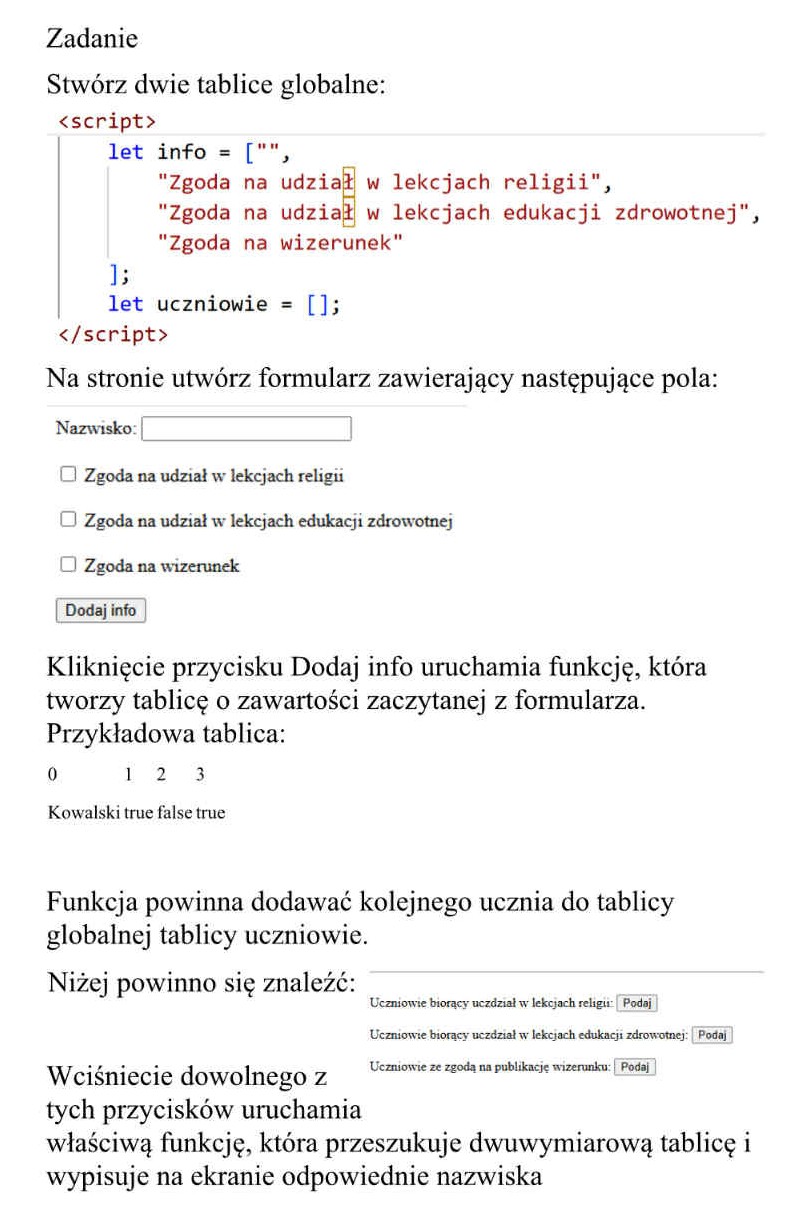 Zadanie
Stwórz dwie tablice globalne:
<script>
let info = ["",
"Zgoda na udział w lekcjach religii",
"Zgoda na udział w lekcjach edukacji zdrowotnej",
"Zgoda na wizerunek"
];
let uczniowie = [];
</script>
Na stronie utwórz formularz zawierający następujące pola:
Nazwisko:
Zgoda na udział w lekcjach religii
Zgoda na udział w lekcjach edukacji zdrowotnej
Zgoda na wizerunek
Dodaj info
Kliknięcie przycisku Dodaj info uruchamia funkcję, która
tworzy tablicę o zawartości zaczytanej z formularza.
Przykładowa tablica:
0 1 2 3
Kowalski true false true
Funkcja powinna dodawać kolejnego ucznia do tablicy
globalnej tablicy uczniowie.
Niżej powinno się znaleźć:
Uczniowie biorący uczdział w lekcjach religii: Podaj
Uczniowie biorący uczdział w lekcjach edukacji zdrowotnej: Podaj
Uczniowie ze zgodą na publikację wizerunku: Podaj
Wciśniecie dowolnego z
tych przycisków uruchamia
właściwą funkcję, która przeszukuje dwuwymiarową tablicę i
wypisuje na ekranie odpowiednie nazwiska